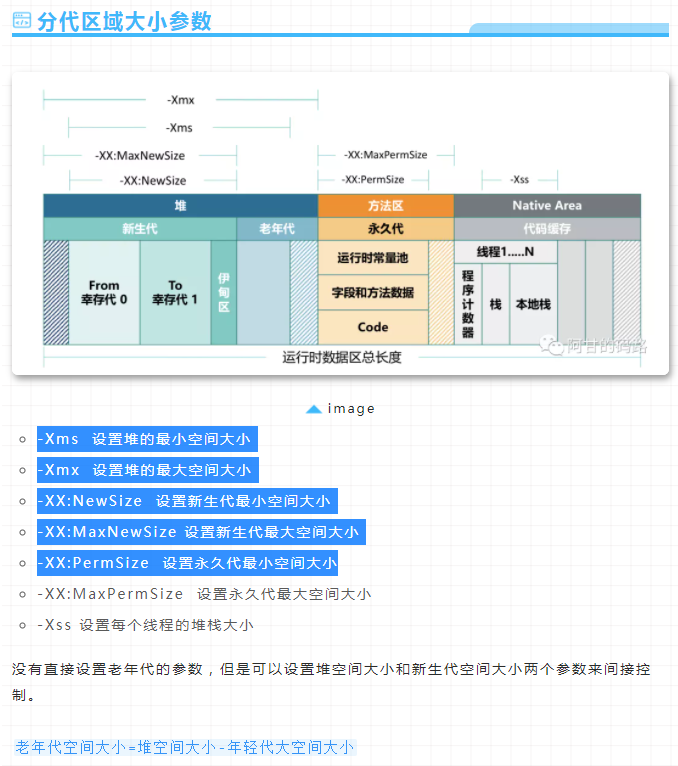 分代区域大小参数
-Xmx
-Xms
-XX:MaxNewSize
-XX:MaxPermSize
-XX:NewSize
-XX:PermSize
-Xss
堆
方法区
Native Area
新生代
老年代
永久代
代码缓存
From
幸存代 0
To
幸存代 1
伊甸区
运行时常量池
字段和方法数据
Code
线程1.....N
程序计数器
栈
本地栈
阿甘的码路
运行时数据区总长度
image
-Xms 设置堆的最小空间大小
-Xmx 设置堆的最大空间大小
-XX:NewSize 设置新生代最小空间大小
-XX:MaxNewSize 设置新生代最大空间大小
-XX:PermSize 设置永久代最小空间大小
-XX:MaxPermSize 设置永久代最大空间大小
-Xss 设置每个线程的堆栈大小
没有直接设置老年代的参数，但是可以设置堆空间大小和新生代空间大小两个参数来间接控
制。
老年代空间大小=堆空间大小-年轻代大空间大小